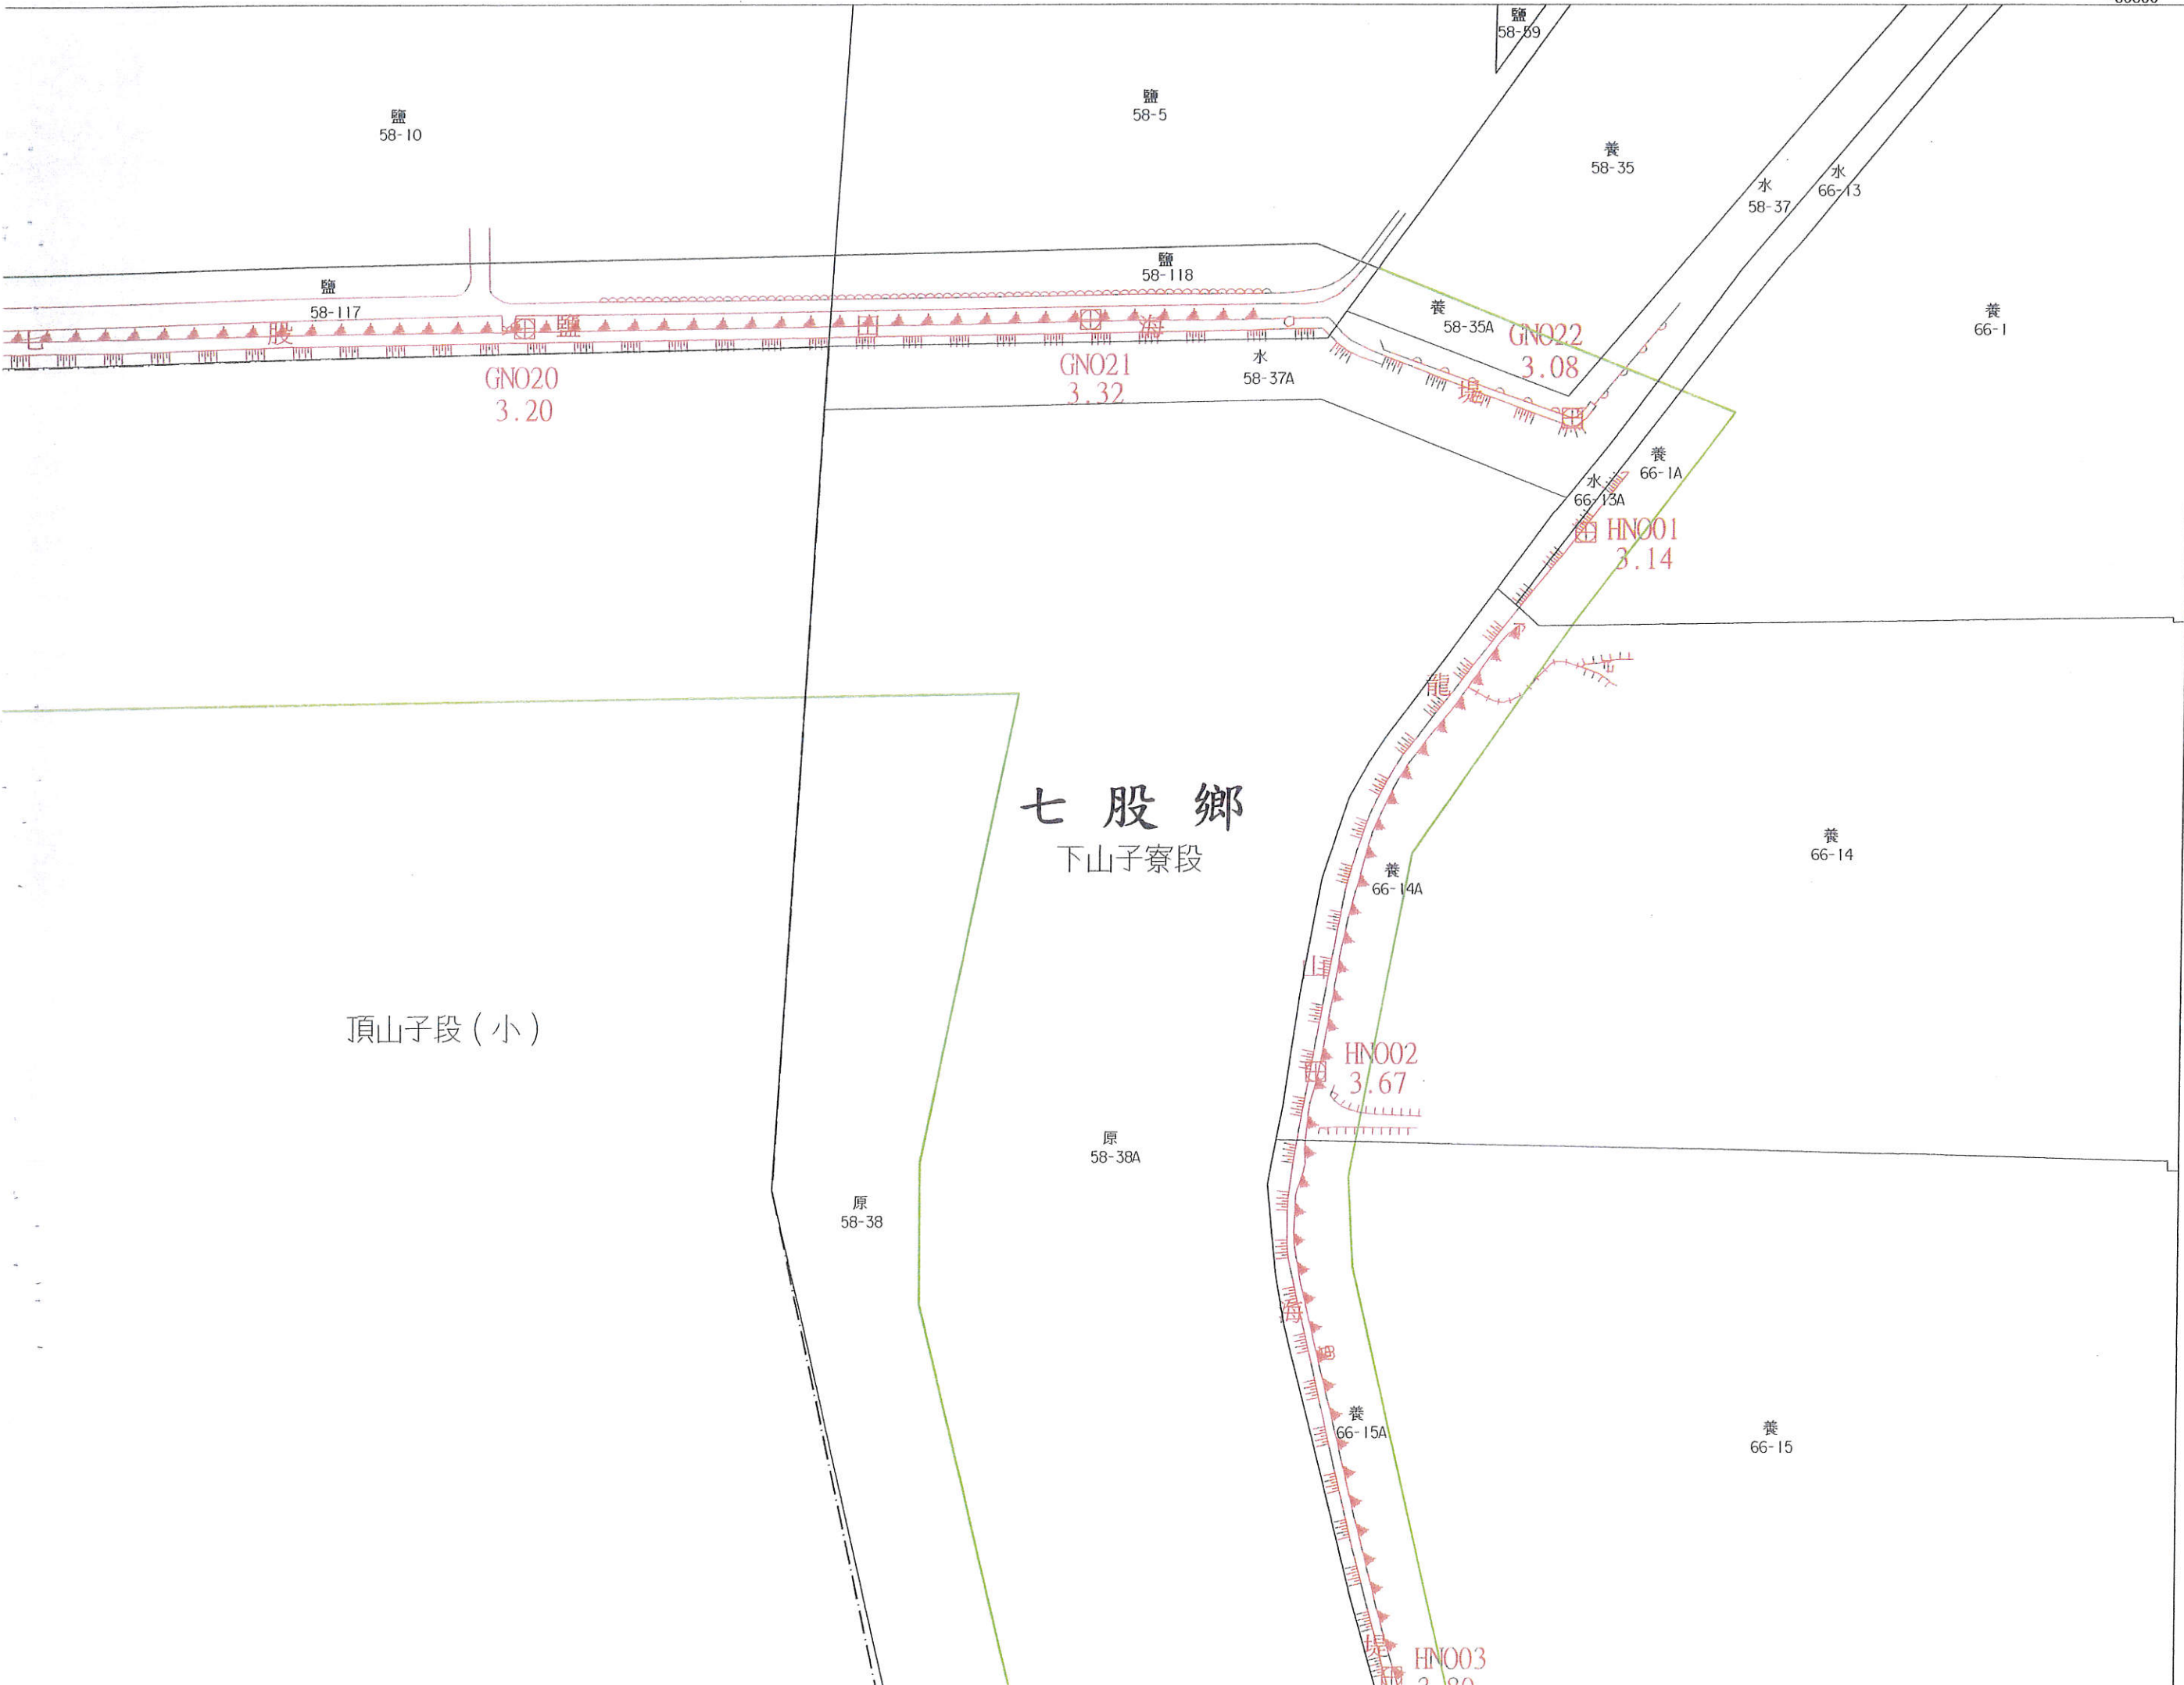 鹽
58-59
鹽
58-10
鹽
58-5
養
58-35
水
58-37
水
66-13
鹽
58-117
鹽
58-118
養
58-35A
養
66-1
七股鹽田海堤
GN020
3.20
GN021
3.32
GN022
3.08
水
58-37A
養
66-1A
水
66-13A
HN001
3.14
龍山海堤
七股鄉
下山子寮段
養
66-14A
養
66-14
頂山子段(小)
HN002
3.67
原
58-38A
原
58-38
養
66-15A
養
66-15
HN003